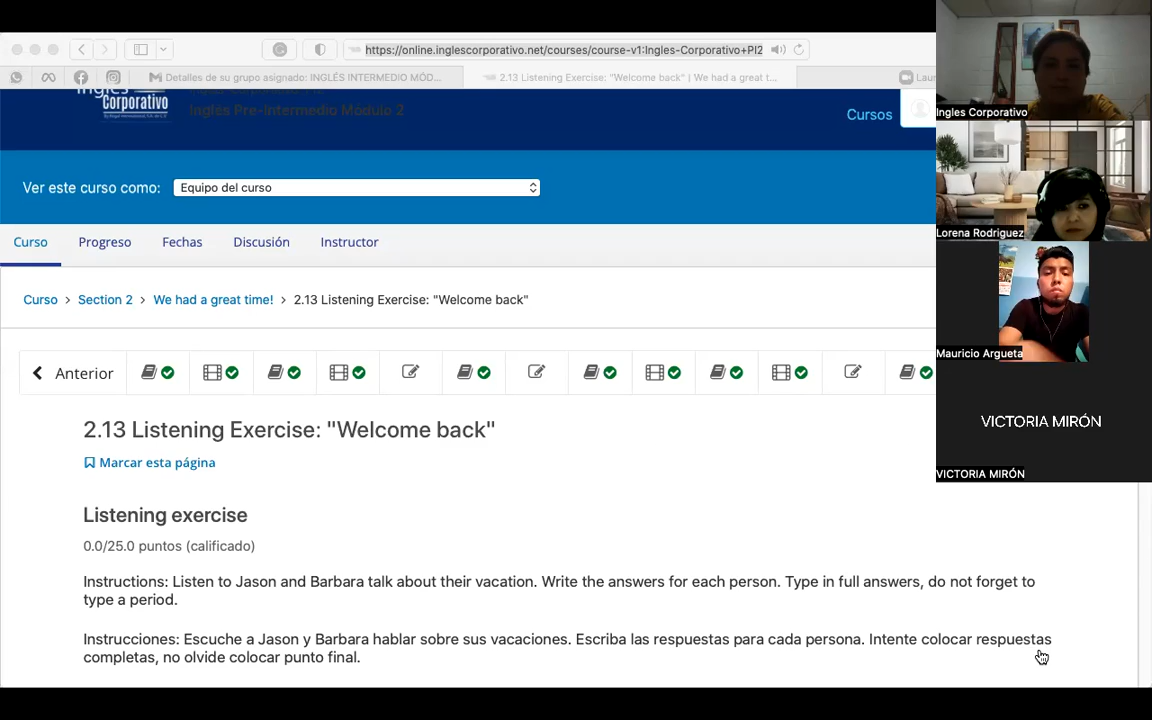 https://online.inglescorporativo.net/courses/course-v1:Ingles-Corporativo+PI2
Detalles de su grupo asignado: INGLÉS INTERMEDIO MÓD...
2.13 Listening Exercise: "Welcome back" | We had a great t...
Laun
Ingles Corporativo
Corporativo
Inglés Pre-Intermedio Módulo 2
Cursos
Ver este curso como:
Equipo del curso
Lorena Rodriguez
Curso
Progreso
Fechas
Discusión
Instructor
Curso > Section 2 > We had a great time! > 2.13 Listening Exercise: "Welcome back"
Mauricio Argueta
Anterior
VICTORIA MIRÓN
VICTORIA MIRÓN
2.13 Listening Exercise: "Welcome back"
Marcar esta página
Listening exercise
0.0/25.0 puntos (calificado)
Instructions: Listen to Jason and Barbara talk about their vacation. Write the answers for each person. Type in full answers, do not forget to
type a period.
Instrucciones: Escuche a Jason y Barbara hablar sobre sus vacaciones. Escriba las respuestas para cada persona. Intente colocar respuestas
completas, no olvide colocar punto final.